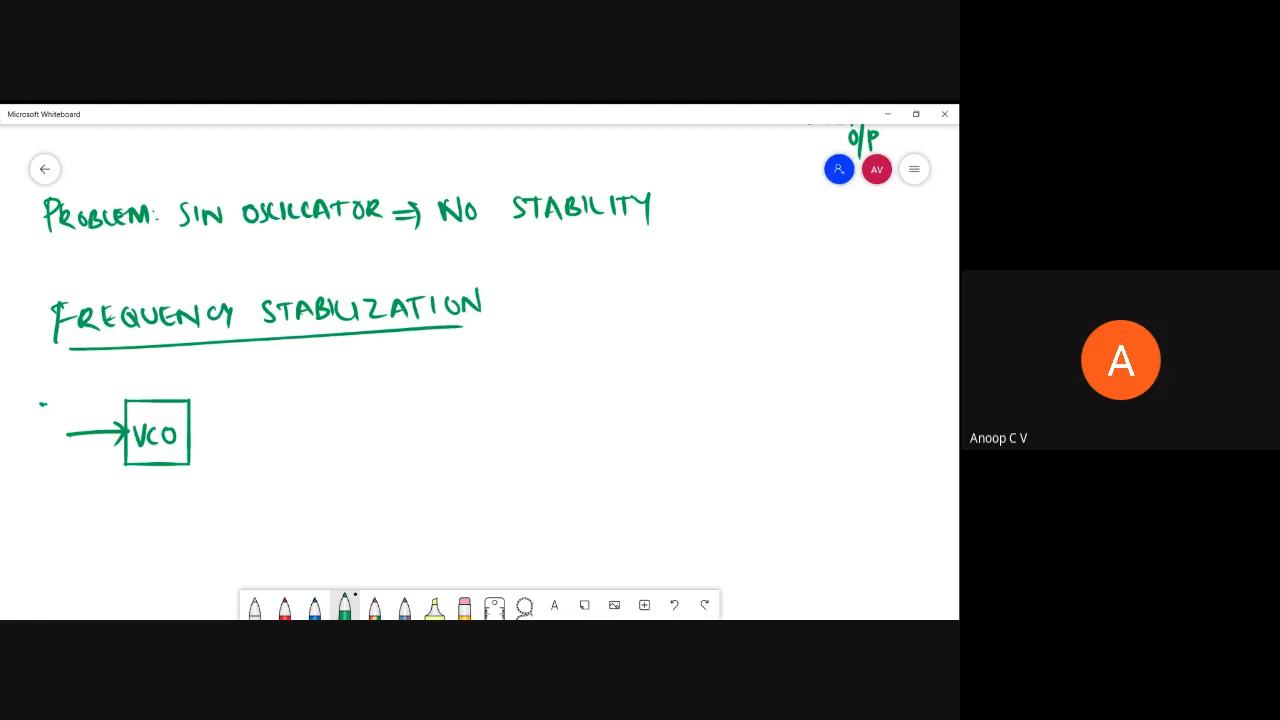 Microsoft Whiteboard
O/P
AV
PROBLEM: SIN OSCILLATOR ⇒ NO STABILITY
FREQUENCY STABILIZATION
VCO
A
A
Anoop C V